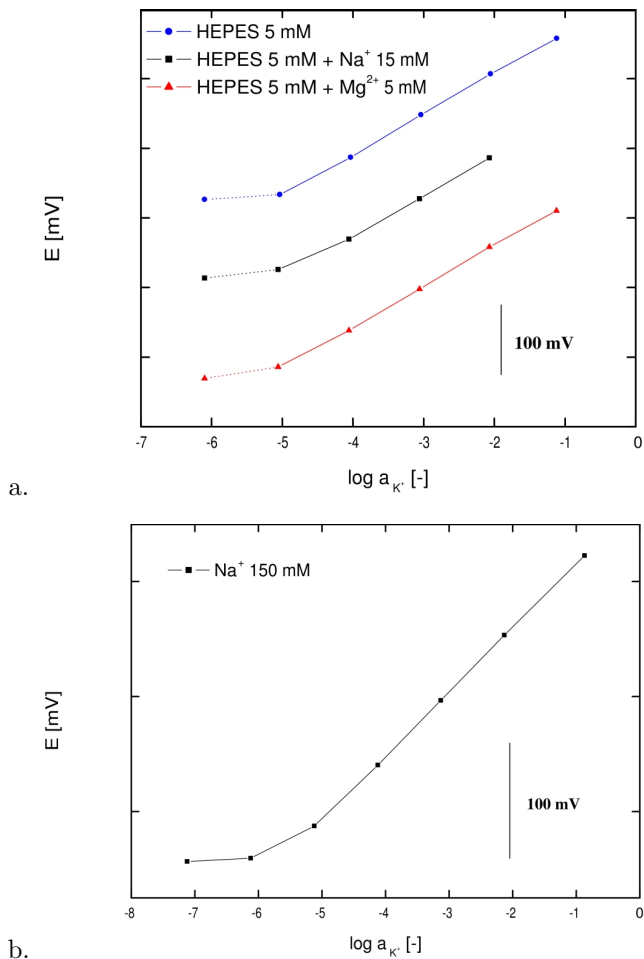 HEPES 5 mM
HEPES 5 mM + Na⁺ 15 mM
HEPES 5 mM + Mg²⁺ 5 mM
E [mV]
100 mV
-7 -6 -5 -4 -3 -2 -1 0
log a K⁺ [-]
a.
Na⁺ 150 mM
E [mV]
100 mV
-8 -7 -6 -5 -4 -3 -2 -1 0
log a K⁺ [-]
b.